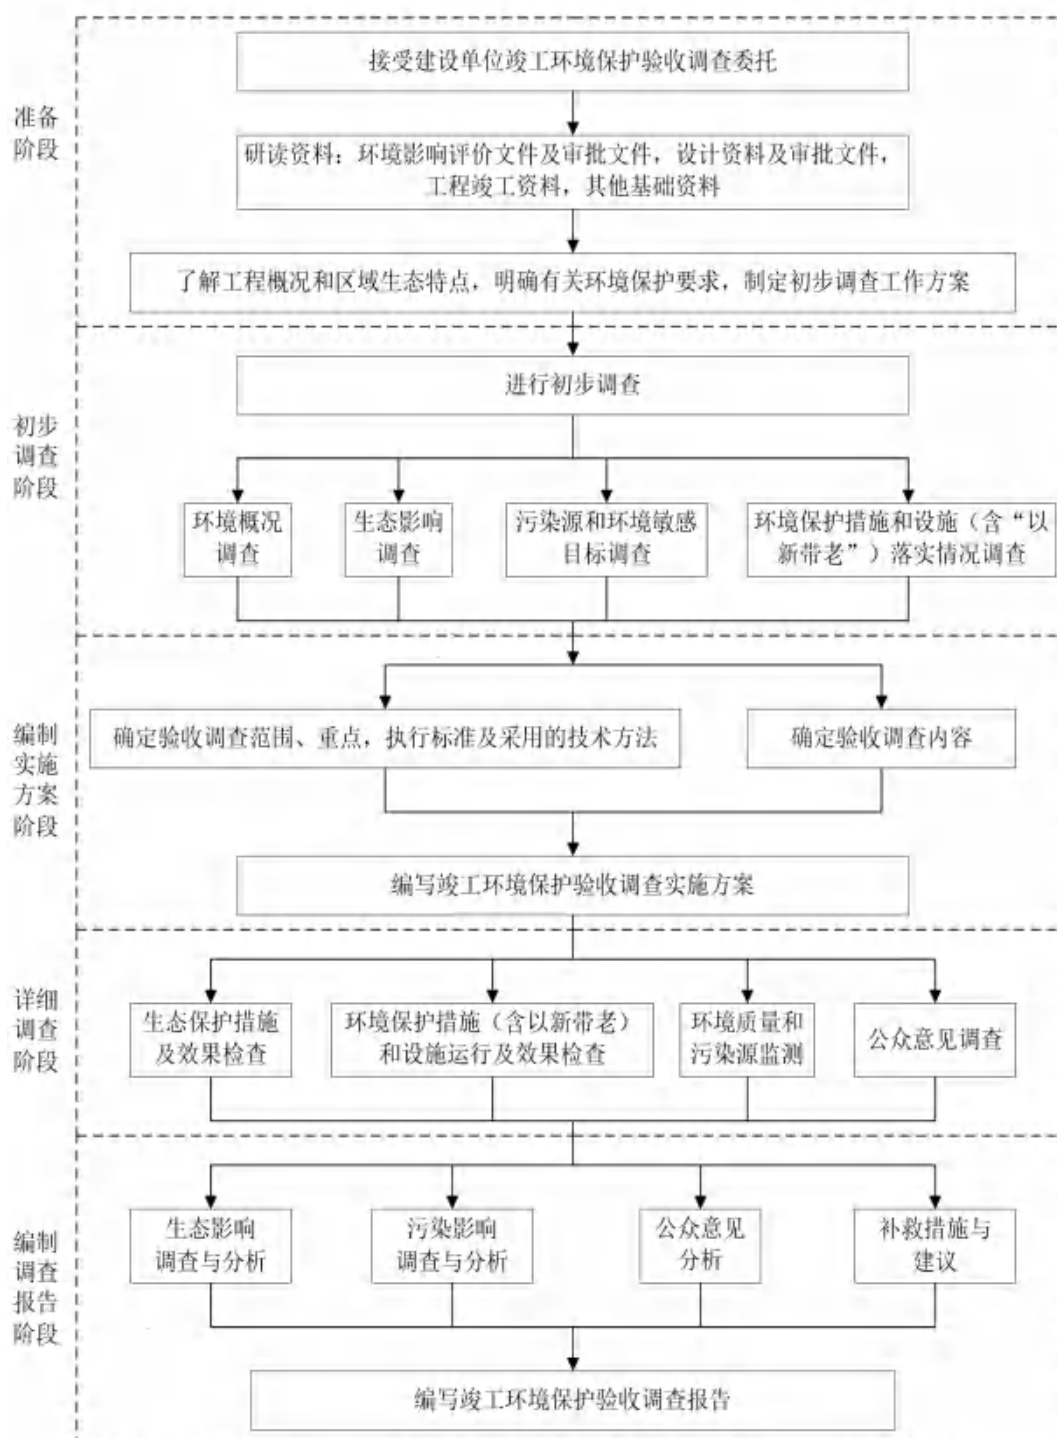 接受建设单位竣工环境保护验收调查委托
准备
阶段
研读资料：环境影响评价文件及审批文件，设计资料及审批文件，
工程竣工资料，其他基础资料
了解工程概况和区域生态特点，明确有关环境保护要求，制定初步调查工作方案
进行初步调查
初步
调查
阶段
环境概况
调查
生态影响
调查
污染源和环境敏感
目标调查
环境保护措施和设施（含“以
新带老”）落实情况调查
编制
实施
方案
阶段
确定验收调查范围、重点，执行标准及采用的技术方法
确定验收调查内容
编写竣工环境保护验收调查实施方案
详细
调查
阶段
生态保护措施
及效果检查
环境保护措施（含以新带老）
和设施运行及效果检查
环境质量和
污染源监测
公众意见调查
编制
调查
报告
阶段
生态影响
调查与分析
污染影响
调查与分析
公众意见
分析
补救措施与
建议
编写竣工环境保护验收调查报告